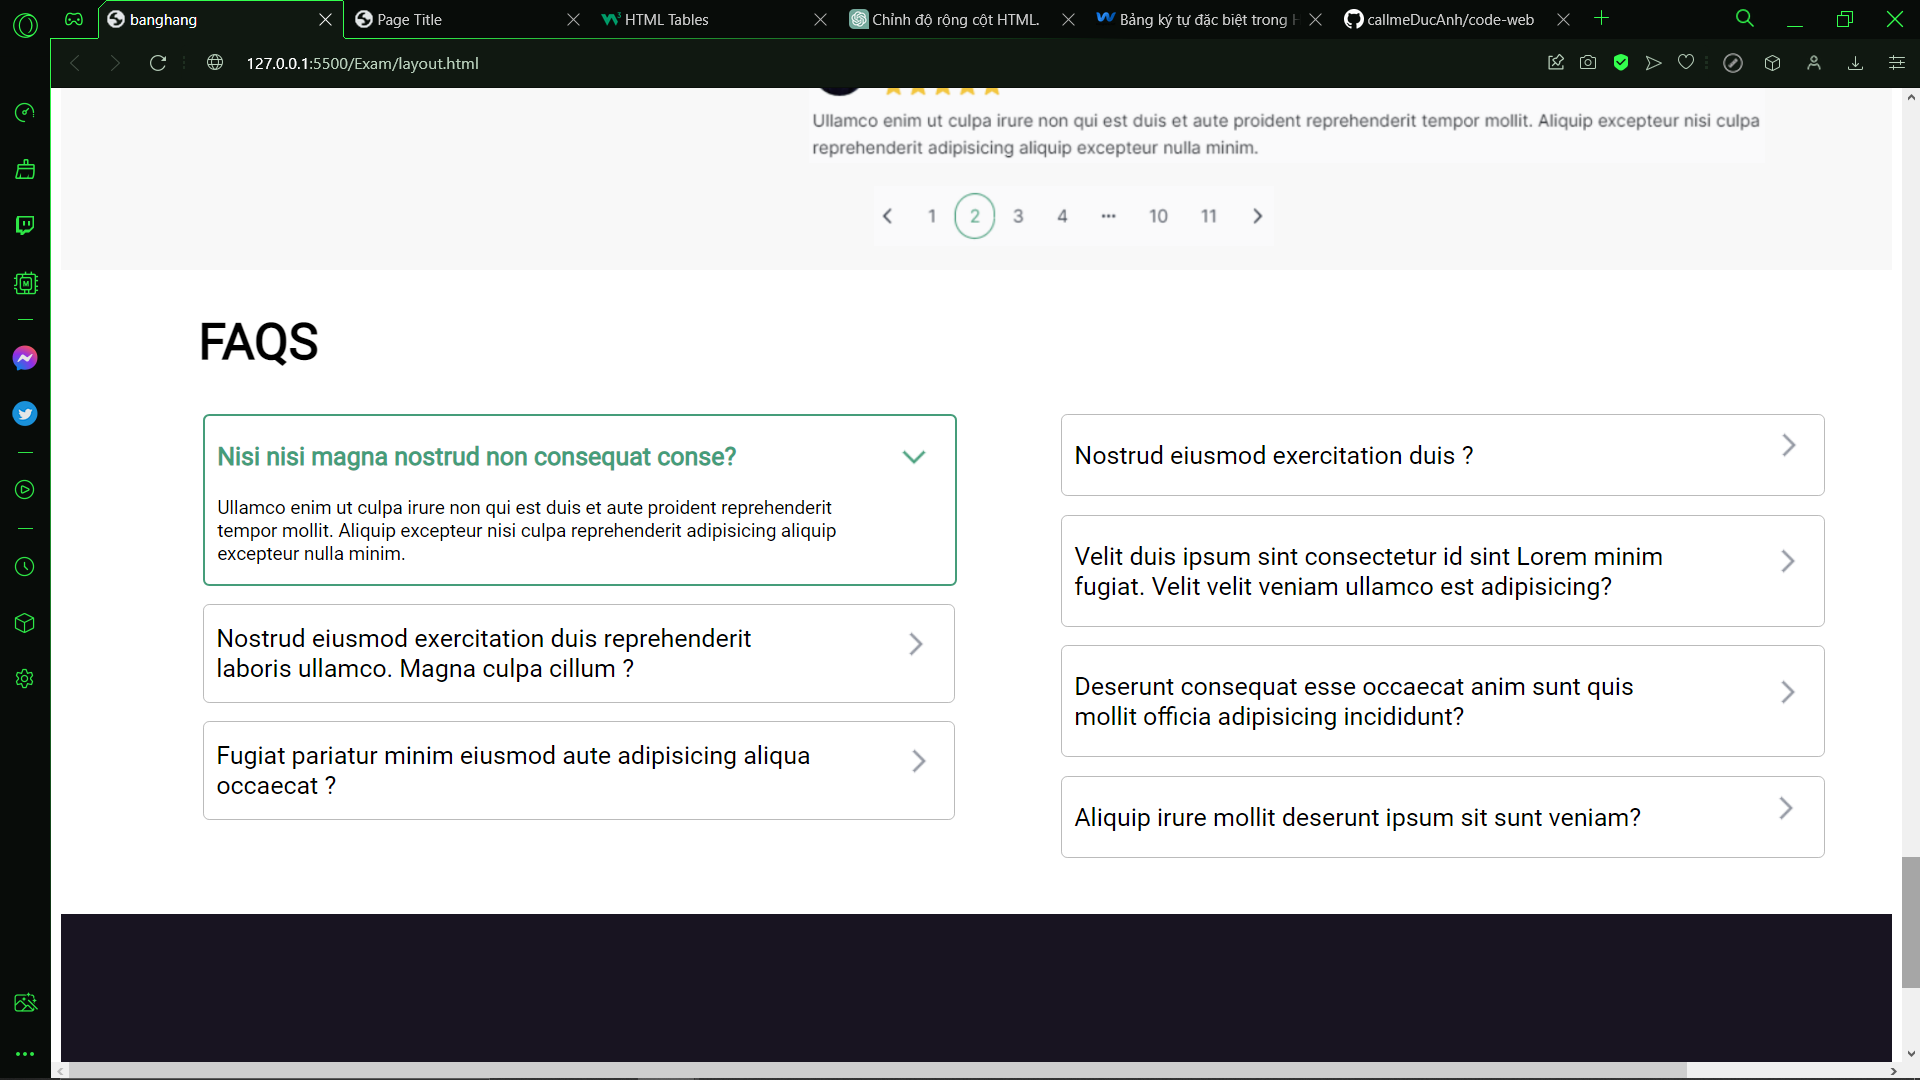 banghang
Page Title
HTML Tables
Chỉnh độ rộng cột HTML.
Bảng ký tự đặc biệt trong H
callmeDucAnh/code-web
127.0.0.1:5500/Exam/layout.html
Ullamco enim ut culpa irure non qui est duis et aute proident reprehenderit tempor mollit. Aliquip excepteur nisi culpa
reprehenderit adipisicing aliquip excepteur nulla minim.
1 2 3 4 ••• 10 11
FAQS
Nisi nisi magna nostrud non consequat conse?
Ullamco enim ut culpa irure non qui est duis et aute proident reprehenderit
tempor mollit. Aliquip excepteur nisi culpa reprehenderit adipisicing aliquip
excepteur nulla minim.
Nostrud eiusmod exercitation duis reprehenderit
laboris ullamco. Magna culpa cillum ?
Fugiat pariatur minim eiusmod aute adipisicing aliqua
occaecat ?
Nostrud eiusmod exercitation duis ?
Velit duis ipsum sint consectetur id sint Lorem minim
fugiat. Velit velit veniam ullamco est adipisicing?
Deserunt consequat esse occaecat anim sunt quis
mollit officia adipisicing incididunt?
Aliquip irure mollit deserunt ipsum sit sunt veniam?